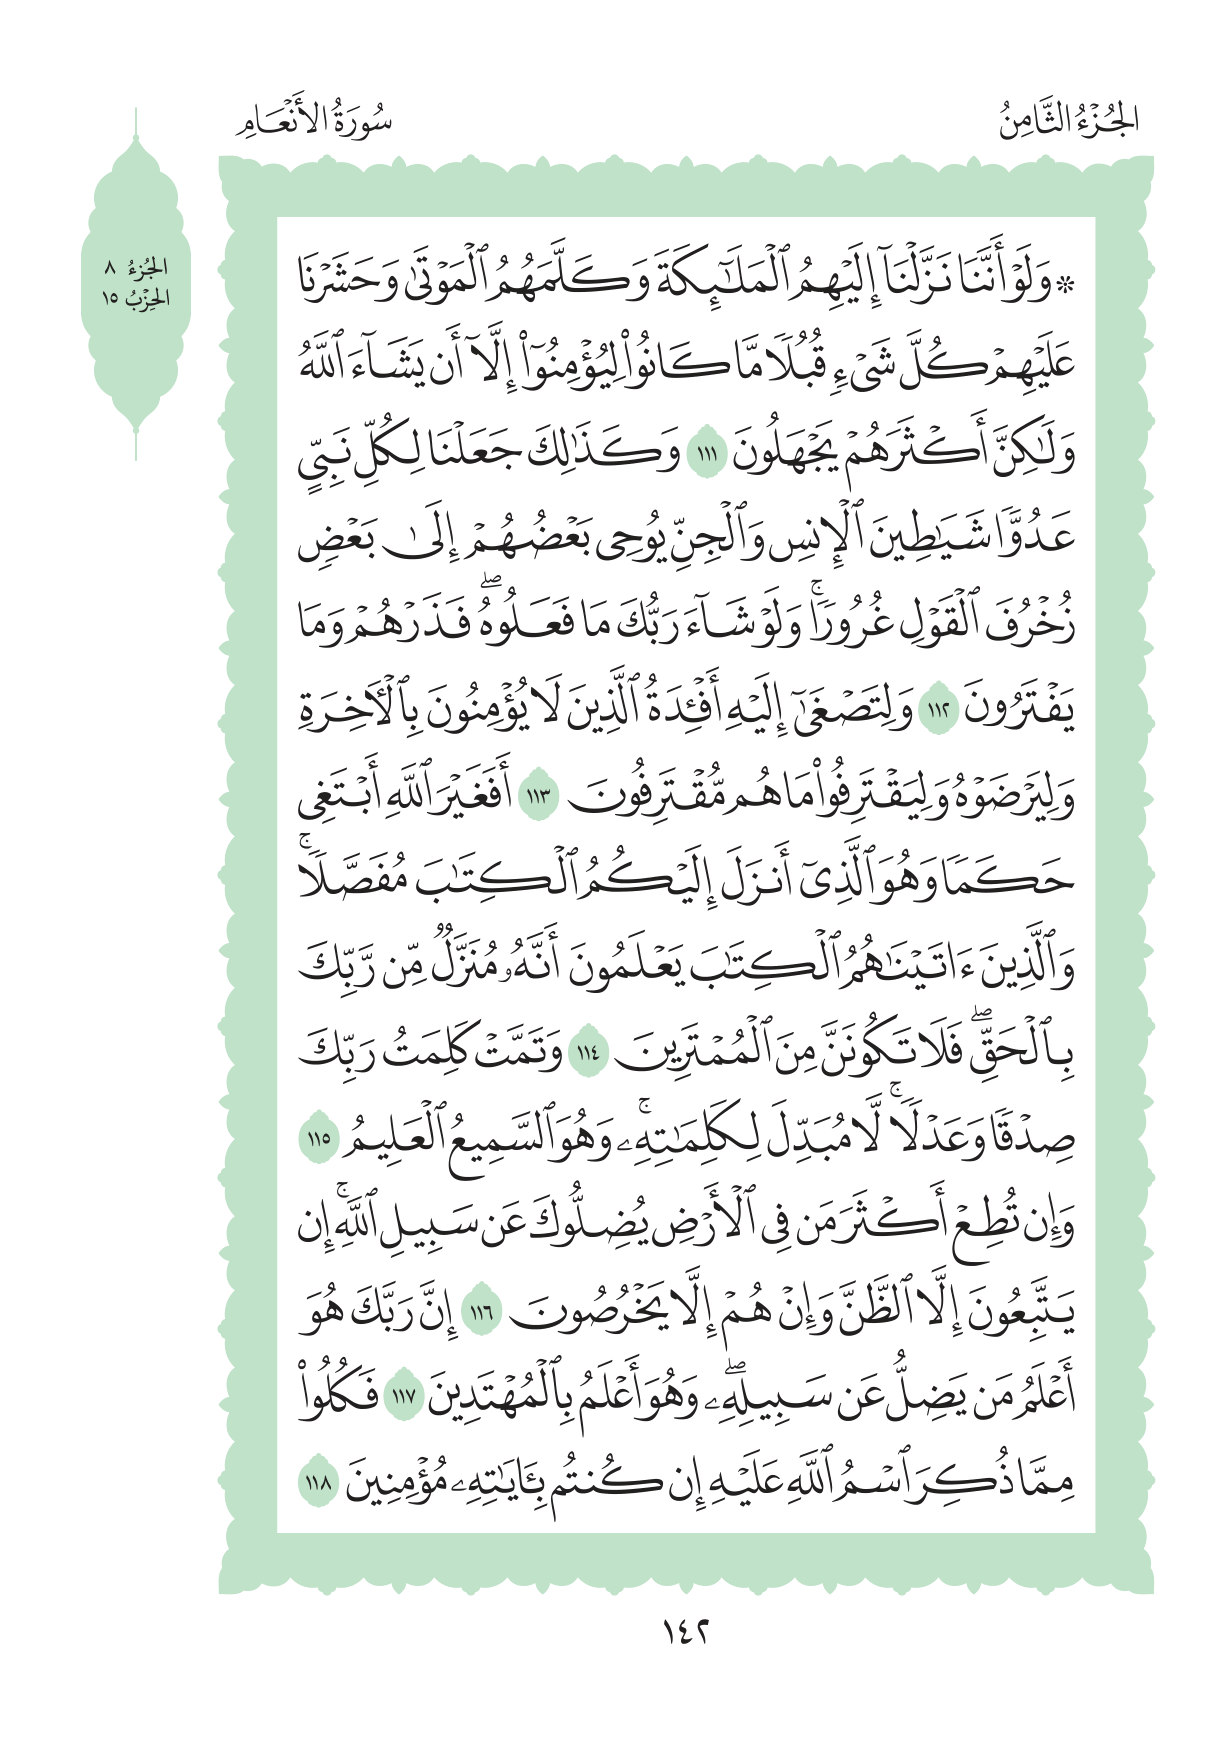 الجُزْءُ الثَّامِنُ
سُورَةُ الأَنْعَامِ
الجُزءُ ٨
الحِزْبُ ١٥
۞ وَلَوْ أَنَّنَا نَزَّلْنَآ إِلَيْهِمُ ٱلْمَلَـٰٓئِكَةَ وَكَلَّمَهُمُ ٱلْمَوْتَىٰ وَحَشَرْنَا
عَلَيْهِمْ كُلَّ شَىْءٍ قُبُلًا مَّا كَانُوا۟ لِيُؤْمِنُوٓا۟ إِلَّآ أَن يَشَآءَ ٱللَّهُ
وَلَـٰكِنَّ أَكْثَرَهُمْ يَجْهَلُونَ ١١١ وَكَذَٰلِكَ جَعَلْنَا لِكُلِّ نَبِىٍّ
عَدُوًّا شَيَـٰطِينَ ٱلْإِنسِ وَٱلْجِنِّ يُوحِى بَعْضُهُمْ إِلَىٰ بَعْضٍ
زُخْرُفَ ٱلْقَوْلِ غُرُورًا ۚ وَلَوْ شَآءَ رَبُّكَ مَا فَعَلُوهُ ۖ فَذَرْهُمْ وَمَا
يَفْتَرُونَ ١١٢ وَلِتَصْغَىٰٓ إِلَيْهِ أَفْـِٔدَةُ ٱلَّذِينَ لَا يُؤْمِنُونَ بِٱلْـَٔاخِرَةِ
وَلِيَرْضَوْهُ وَلِيَقْتَرِفُوا۟ مَا هُم مُّقْتَرِفُونَ ١١٣ أَفَغَيْرَ ٱللَّهِ أَبْتَغِى
حَكَمًا وَهُوَ ٱلَّذِىٓ أَنزَلَ إِلَيْكُمُ ٱلْكِتَـٰبَ مُفَصَّلًا ۚ
وَٱلَّذِينَ ءَاتَيْنَـٰهُمُ ٱلْكِتَـٰبَ يَعْلَمُونَ أَنَّهُۥ مُنَزَّلٌ مِّن رَّبِّكَ
بِٱلْحَقِّ ۖ فَلَا تَكُونَنَّ مِنَ ٱلْمُمْتَرِينَ ١١٤ وَتَمَّتْ كَلِمَتُ رَبِّكَ
صِدْقًا وَعَدْلًا ۚ لَّا مُبَدِّلَ لِكَلِمَـٰتِهِۦ ۚ وَهُوَ ٱلسَّمِيعُ ٱلْعَلِيمُ ١١٥
وَإِن تُطِعْ أَكْثَرَ مَن فِى ٱلْأَرْضِ يُضِلُّوكَ عَن سَبِيلِ ٱللَّهِ ۚ إِن
يَتَّبِعُونَ إِلَّا ٱلظَّنَّ وَإِنْ هُمْ إِلَّا يَخْرُصُونَ ١١٦ إِنَّ رَبَّكَ هُوَ
أَعْلَمُ مَن يَضِلُّ عَن سَبِيلِهِۦ ۖ وَهُوَ أَعْلَمُ بِٱلْمُهْتَدِينَ ١١٧ فَكُلُوا۟
مِمَّا ذُكِرَ ٱسْمُ ٱللَّهِ عَلَيْهِ إِن كُنتُم بِـَٔايَـٰتِهِۦ مُؤْمِنِينَ ١١٨
١٤٢